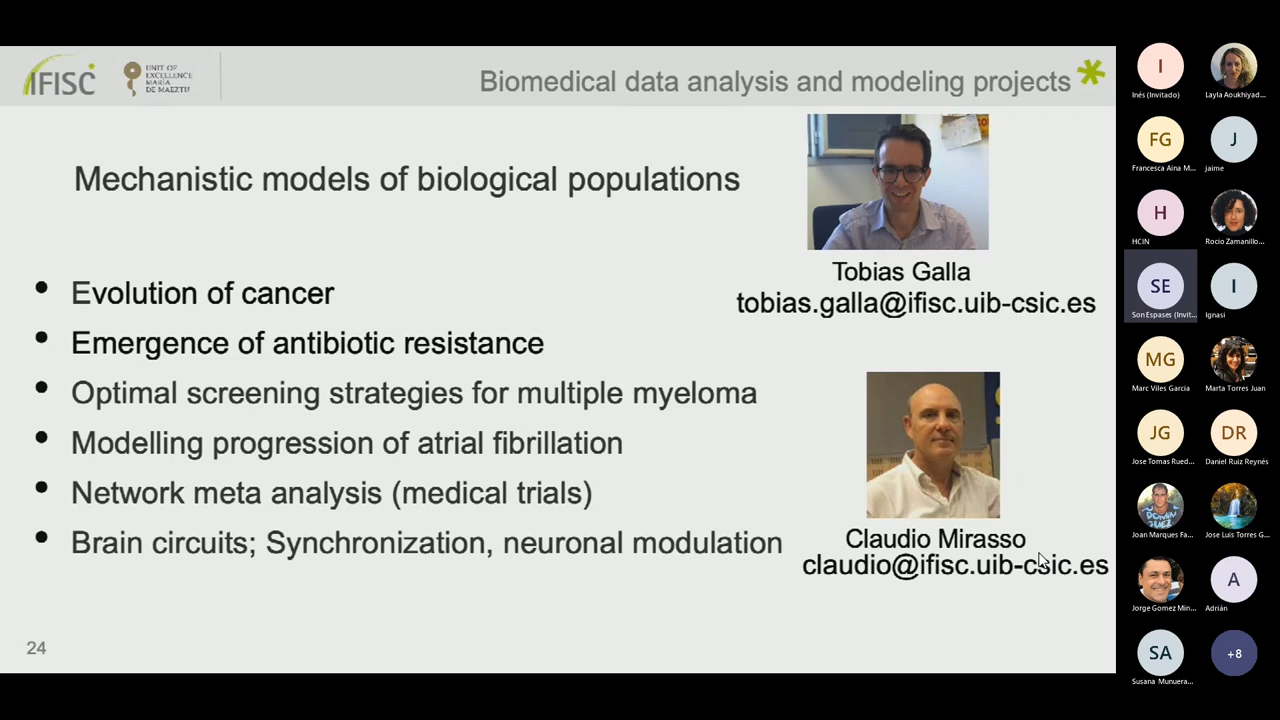 IFISC
UNIT OF
EXCELLENCE
MARÍA
DE MAEZTU
Biomedical data analysis and modeling projects
Mechanistic models of biological populations
Tobias Galla
tobias.galla@ifisc.uib-csic.es
• Evolution of cancer
• Emergence of antibiotic resistance
• Optimal screening strategies for multiple myeloma
• Modelling progression of atrial fibrillation
• Network meta analysis (medical trials)
• Brain circuits; Synchronization, neuronal modulation
Claudio Mirasso
claudio@ifisc.uib-csic.es
24
I
Inés (Invitado)
Layla Aoukhiyad...
FG
Francesca Aina M...
J
jaime
H
HCIN
Rocio Zamanillo...
SE
Son Espases (Invit...
I
Ignasi
MG
Marc Viles Garcia
Marta Torres Juan
JG
Jose Tomas Rued...
DR
Daniel Ruiz Reynés
Joan Marques Fa...
Jose Luis Torres G...
Jorge Gomez Min...
A
Adrián
SA
Susana Munuera...
+8